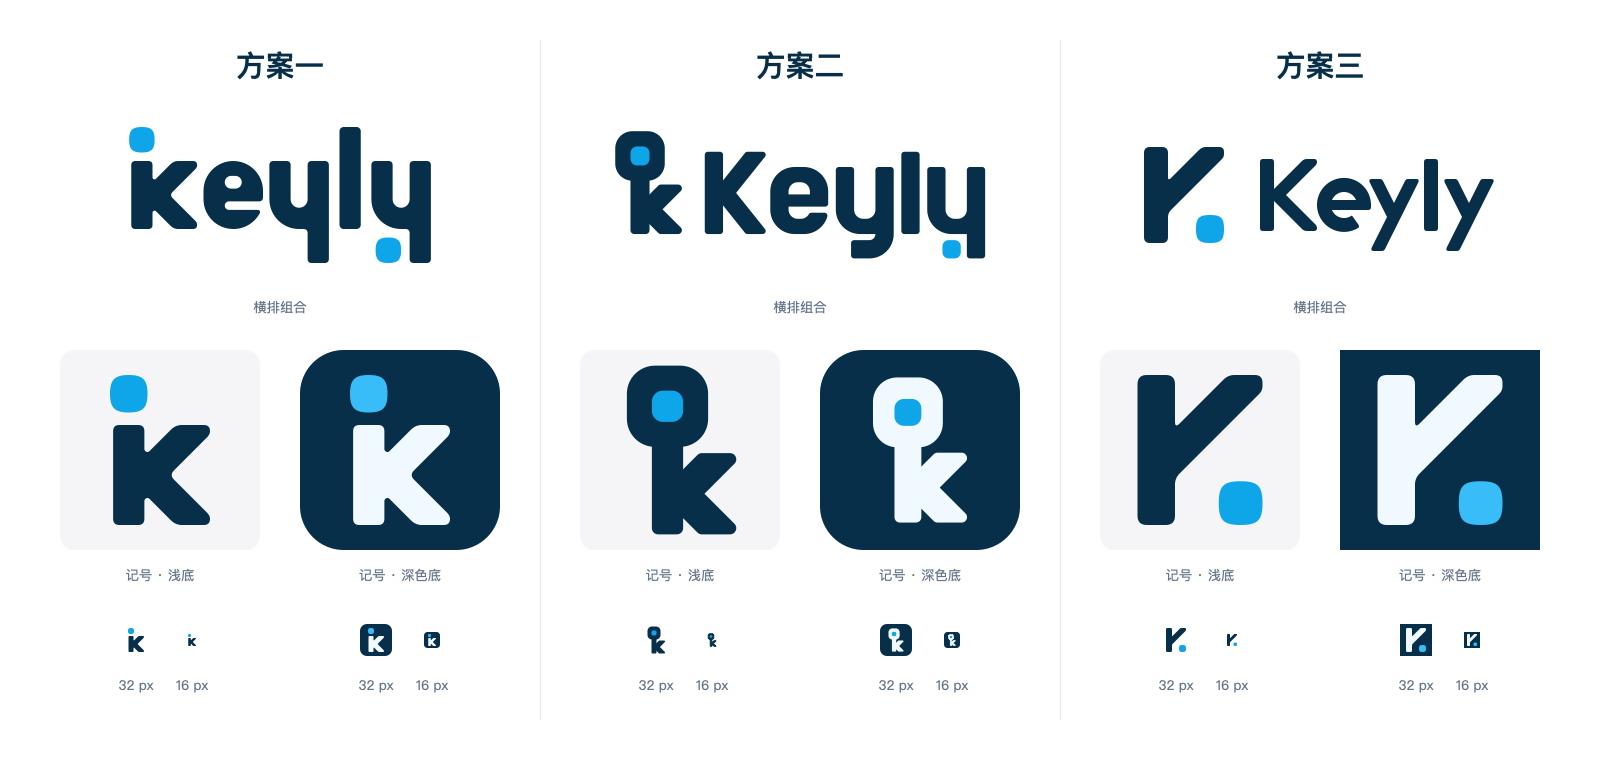 方案一
keyly
横排组合
k
k
记号 · 浅底
记号 · 深色底
k
k
k
k
32 px
16 px
32 px
16 px
方案二
k Keyly
横排组合
k
k
记号 · 浅底
记号 · 深色底
k
k
k
k
32 px
16 px
32 px
16 px
方案三
Keyly
横排组合
记号 · 浅底
记号 · 深色底
32 px
16 px
32 px
16 px